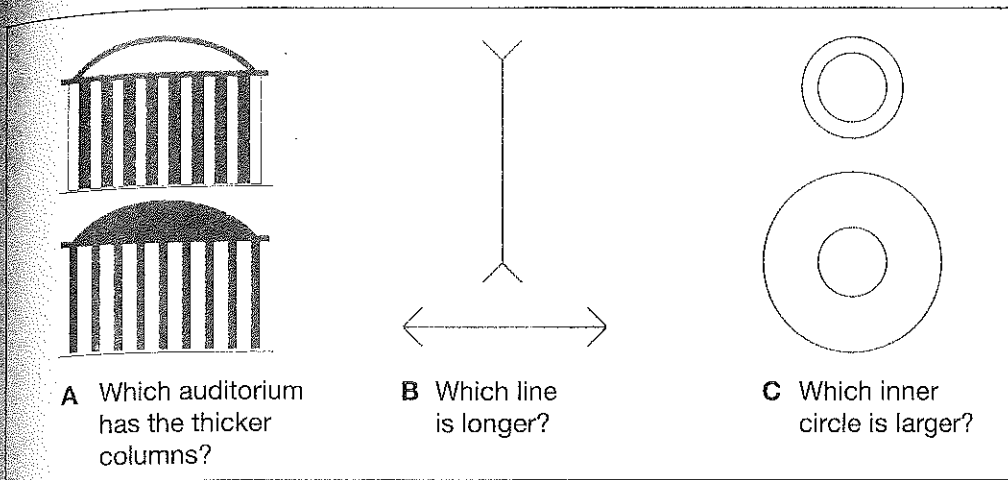 A Which auditorium
has the thicker
columns?
B Which line
is longer?
C Which inner
circle is larger?